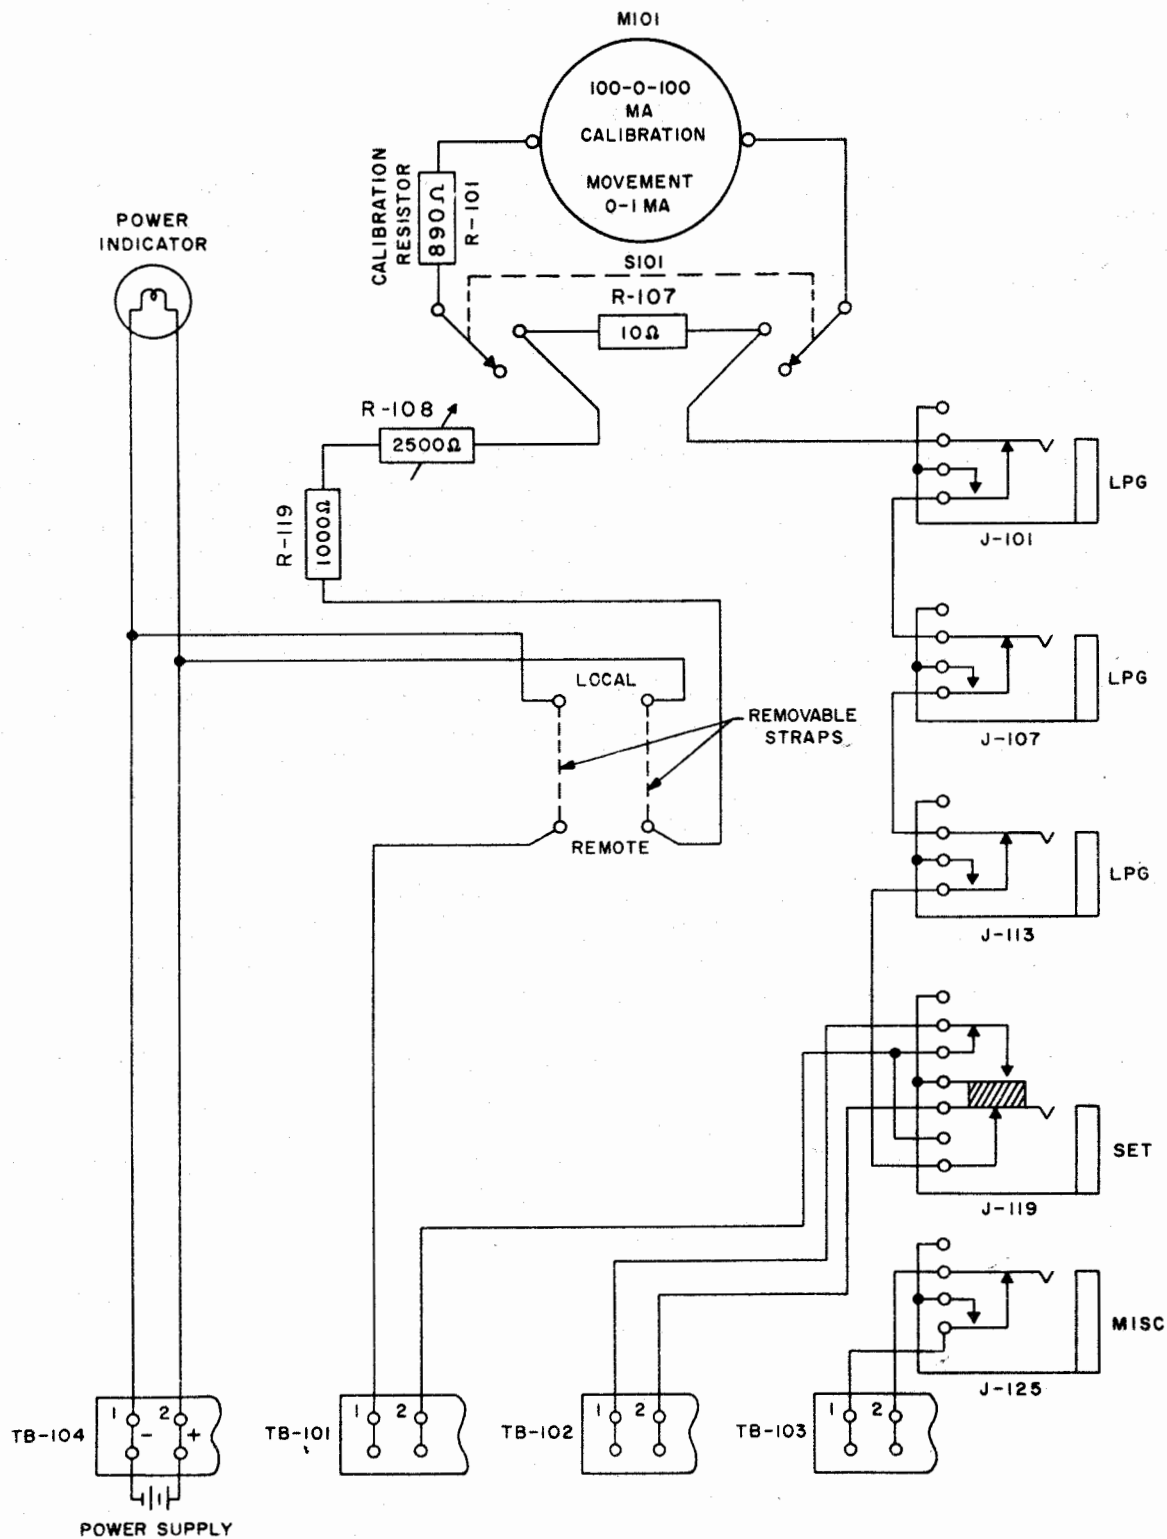 M101
100-0-100
MA
CALIBRATION
MOVEMENT
0-1 MA
CALIBRATION
RESISTOR
890Ω
R-101
POWER
INDICATOR
S101
R-107
10Ω
R-108
2500Ω
R-119
1000Ω
LPG
J-101
LOCAL
REMOVABLE
STRAPS
REMOTE
LPG
J-107
LPG
J-113
SET
J-119
MISC
J-125
TB-104
1
2
-
+
POWER SUPPLY
TB-101
1
2
TB-102
1
2
TB-103
1
2